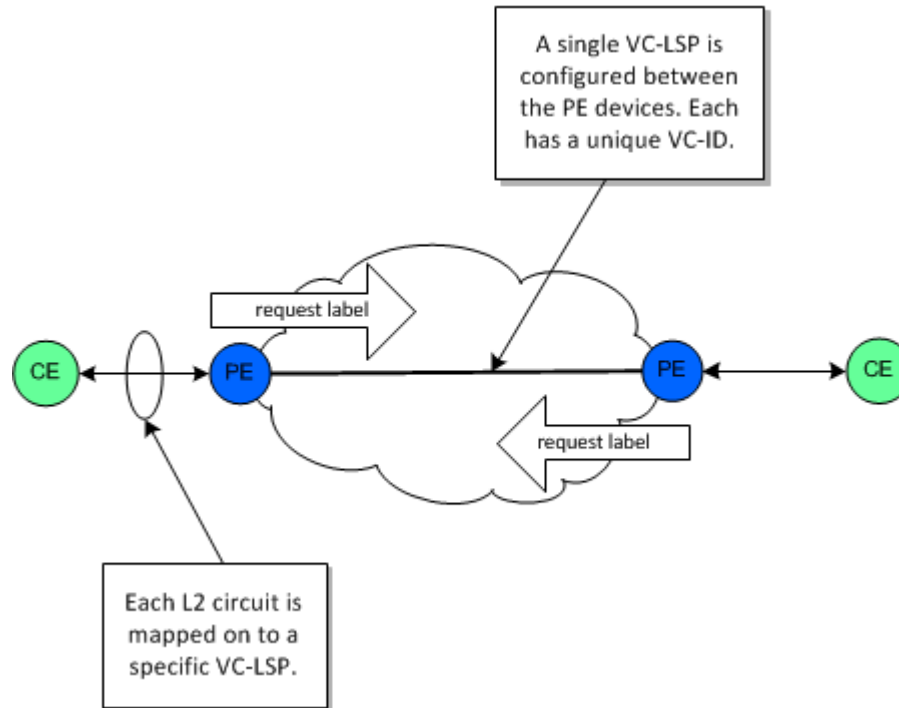 A single VC-LSP is
configured between
the PE devices. Each
has a unique VC-ID.
request label
CE
PE
PE
CE
request label
Each L2 circuit is
mapped on to a
specific VC-LSP.